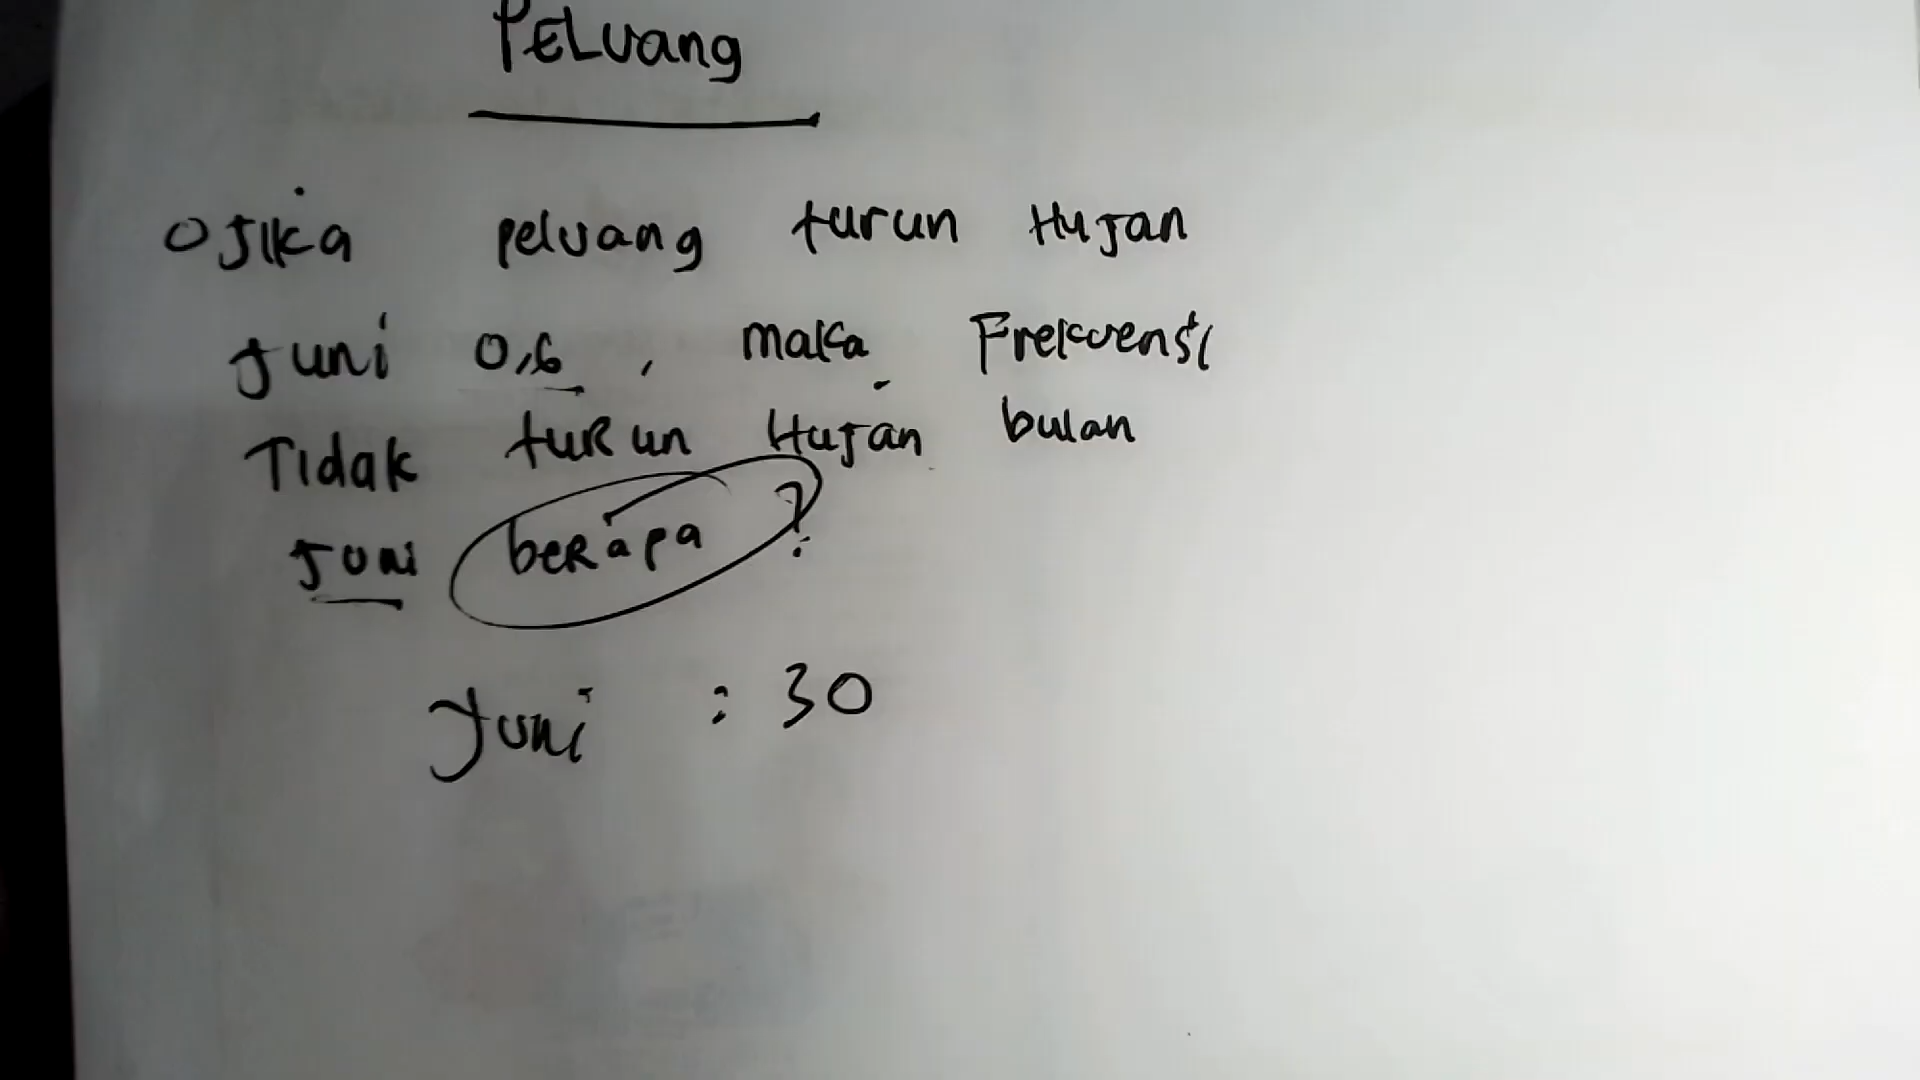 PELUang
O Jika peluang turun Hujan
Juni 0,6 , maka Frekuensi
Tidak tuRun Hujan bulan
Juni beRapa ?
Juni : 30